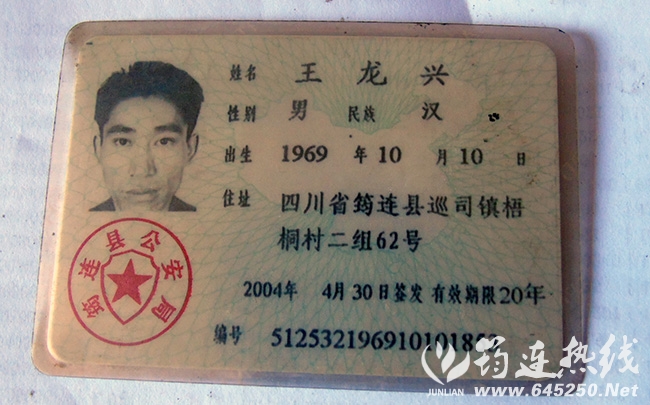 姓名 王龙兴
性别 男 民族 汉
出生 1969 年 10 月 10 日
住址 四川省筠连县巡司镇梧
桐村二组62号
筠连县公安局
2004年 4月30日签发 有效期限20年
编号
筠连热线
JUNLIAN www.645250.Net